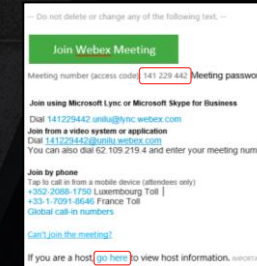 -- Do not delete or change any of the following text. --
Join Webex Meeting
Meeting number (access code) 141 229 442 Meeting passwor
Join using Microsoft Lync or Microsoft Skype for Business
Dial 141229442.unilu@lync.webex.com
Join from a video system or application
Dial 141229442@unilu.webex.com
You can also dial 62.109.219.4 and enter your meeting num
Join by phone
Tap to call in from a mobile device (attendees only)
+352-2088-1750 Luxembourg Toll
+33-1-7091-8646 France Toll
Global call-in numbers
Can't join the meeting?
If you are a host, go here to view host information. IMPORTA